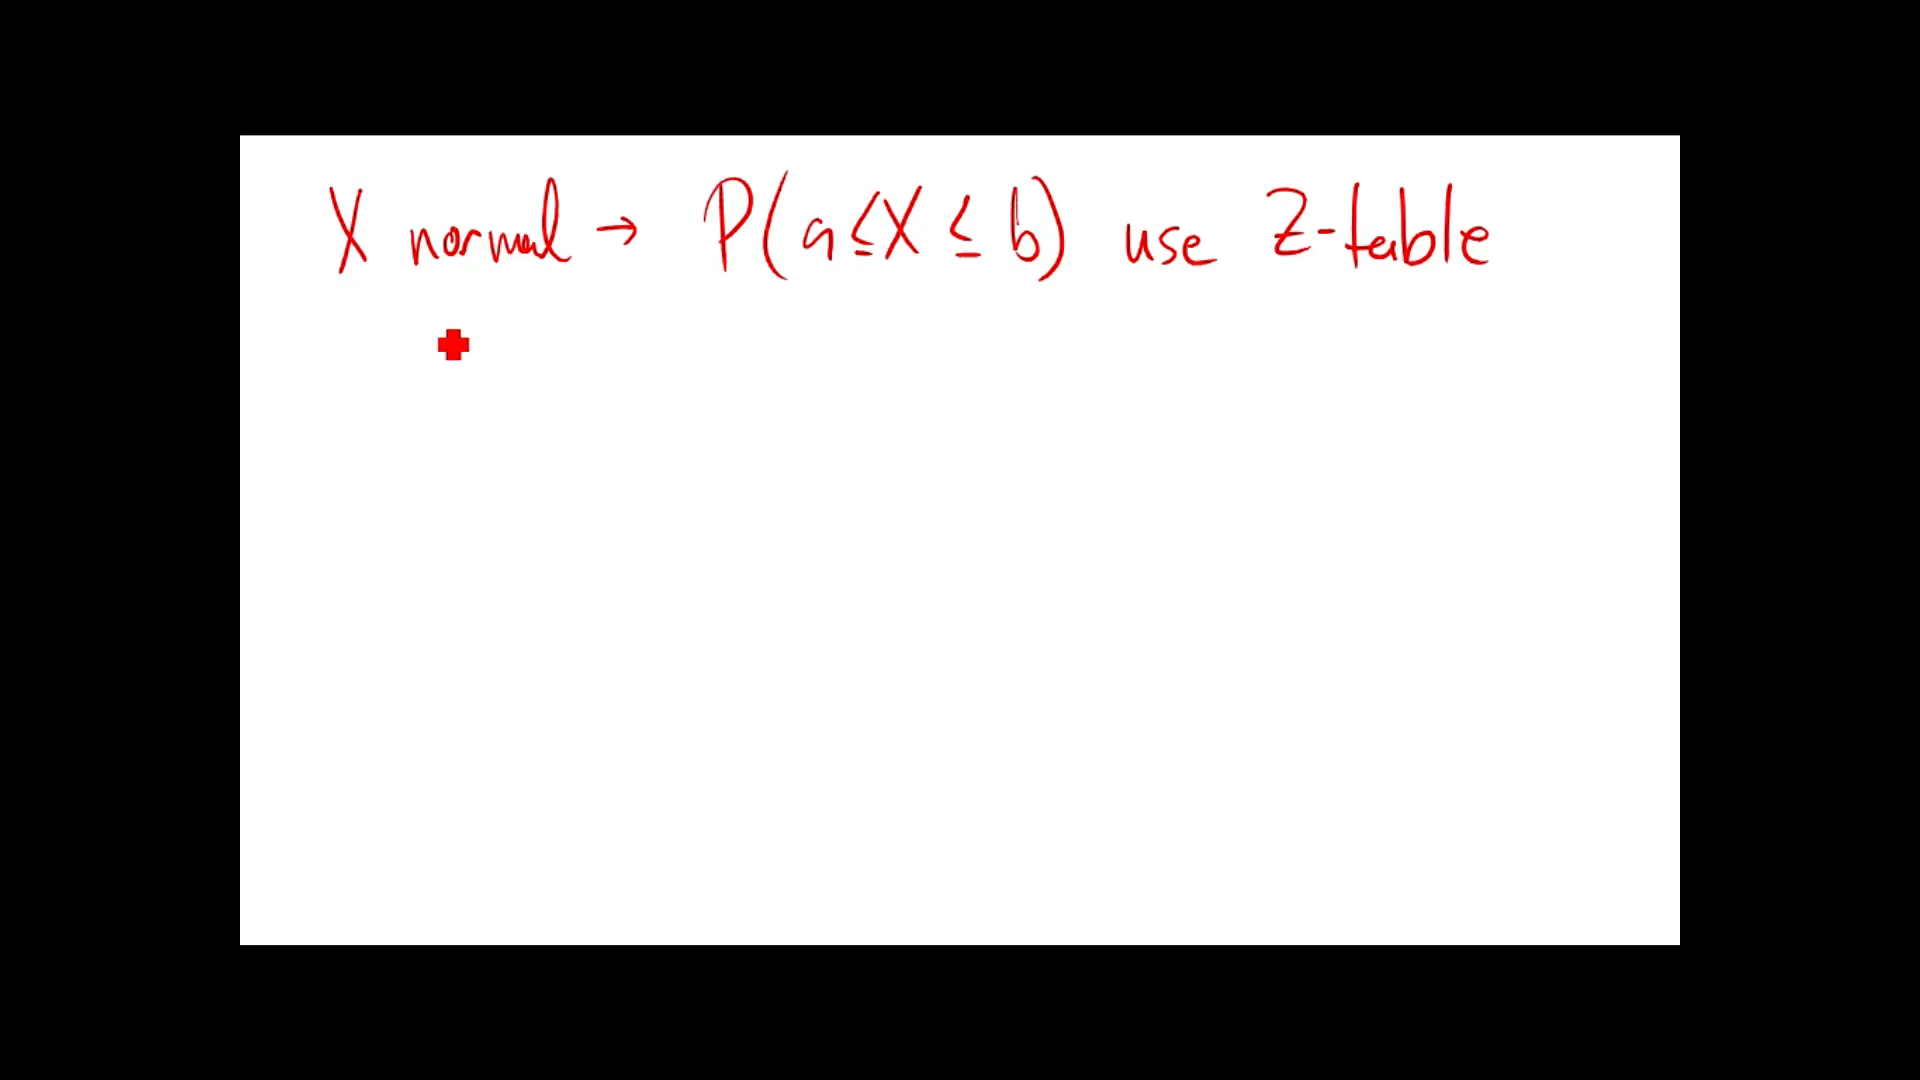 X normal → P(a≤X≤b) use Z-table